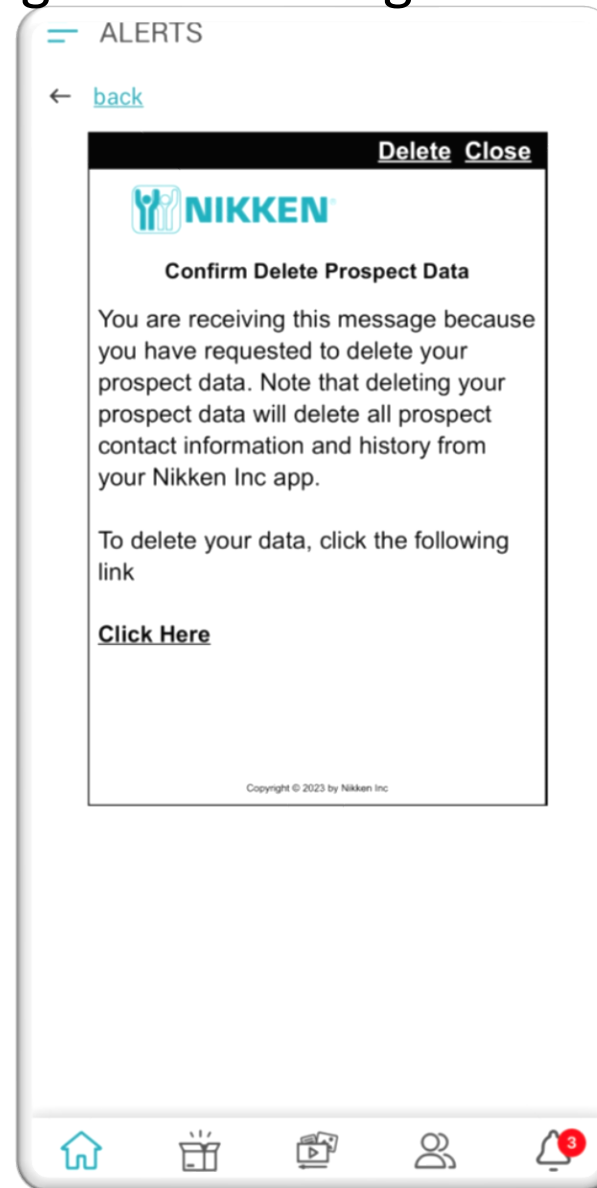 ALERTS
back
Delete Close
NIKKEN
Confirm Delete Prospect Data
You are receiving this message because
you have requested to delete your
prospect data. Note that deleting your
prospect data will delete all prospect
contact information and history from
your Nikken Inc app.
To delete your data, click the following
link
Click Here
Copyright © 2023 by Nikken Inc
3